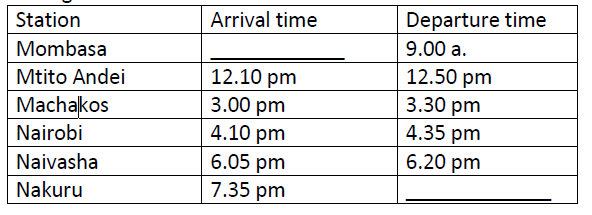 Station Arrival time Departure time
Mombasa 9.00 a.
Mtito Andei 12.10 pm 12.50 pm
Machakos 3.00 pm 3.30 pm
Nairobi 4.10 pm 4.35 pm
Naivasha 6.05 pm 6.20 pm
Nakuru 7.35 pm